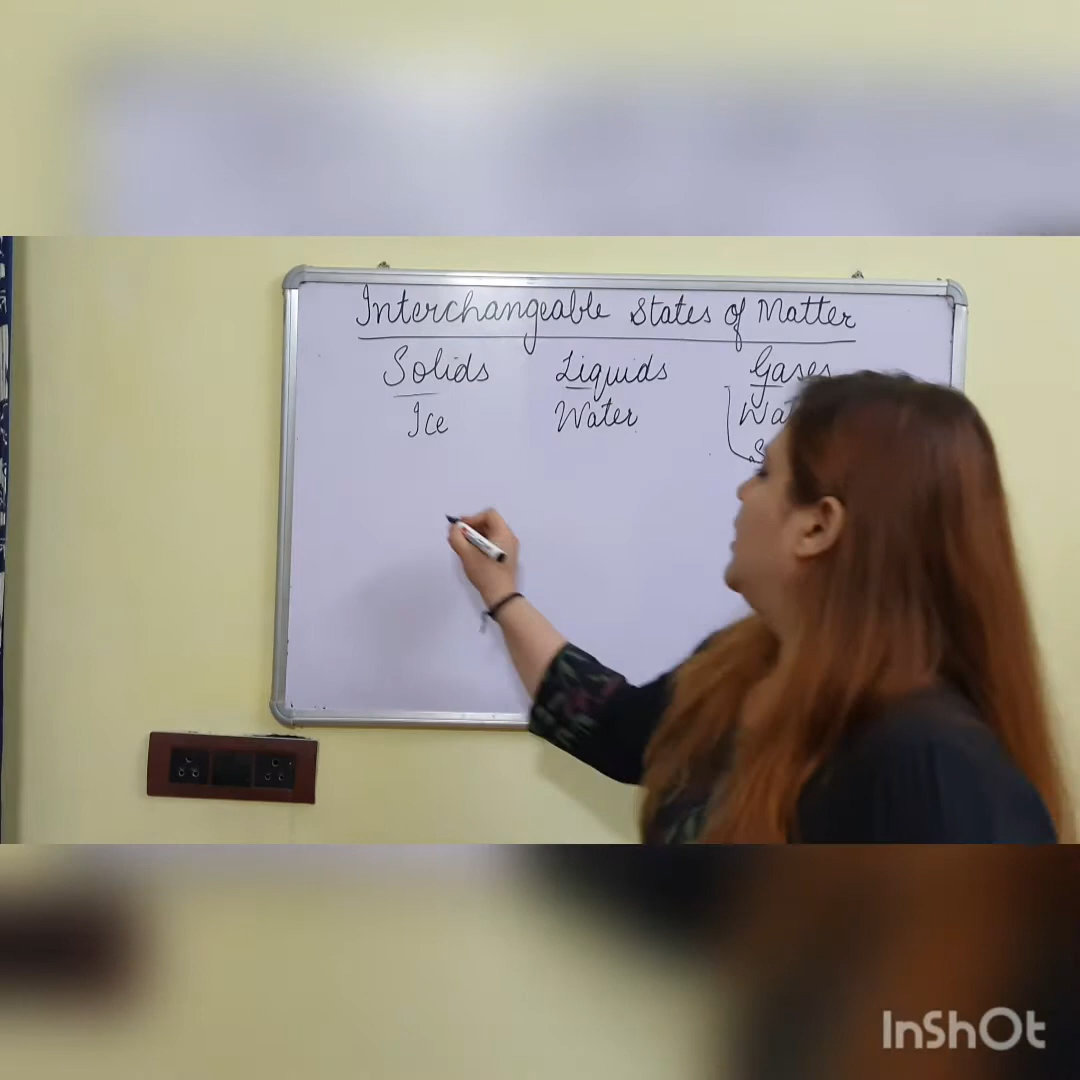 Interchangeable States of Matter
Solids Liquids Gases
Ice Water
InShOt